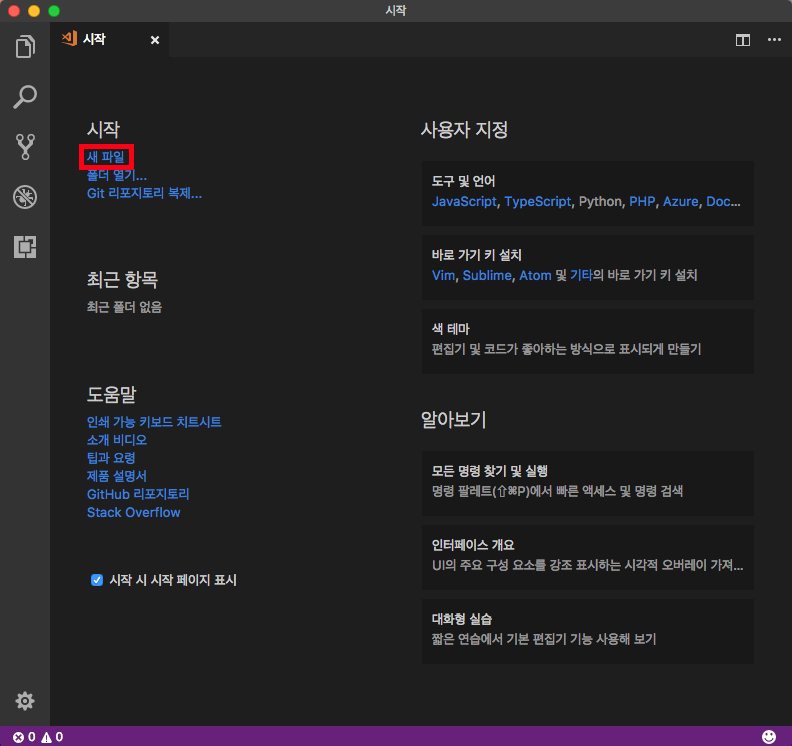 시작
시작
시작
새 파일
폴더 열기...
Git 리포지토리 복제...
최근 항목
최근 폴더 없음
도움말
인쇄 가능 키보드 치트시트
소개 비디오
팁과 요령
제품 설명서
GitHub 리포지토리
Stack Overflow
시작 시 시작 페이지 표시
사용자 지정
도구 및 언어
JavaScript, TypeScript, Python, PHP, Azure, Doc...
바로 가기 키 설치
Vim, Sublime, Atom 및 기타의 바로 가기 키 설치
색 테마
편집기 및 코드가 좋아하는 방식으로 표시되게 만들기
알아보기
모든 명령 찾기 및 실행
명령 팔레트(⇧⌘P)에서 빠른 액세스 및 명령 검색
인터페이스 개요
UI의 주요 구성 요소를 강조 표시하는 시각적 오버레이 가져...
대화형 실습
짧은 연습에서 기본 편집기 기능 사용해 보기
0 0